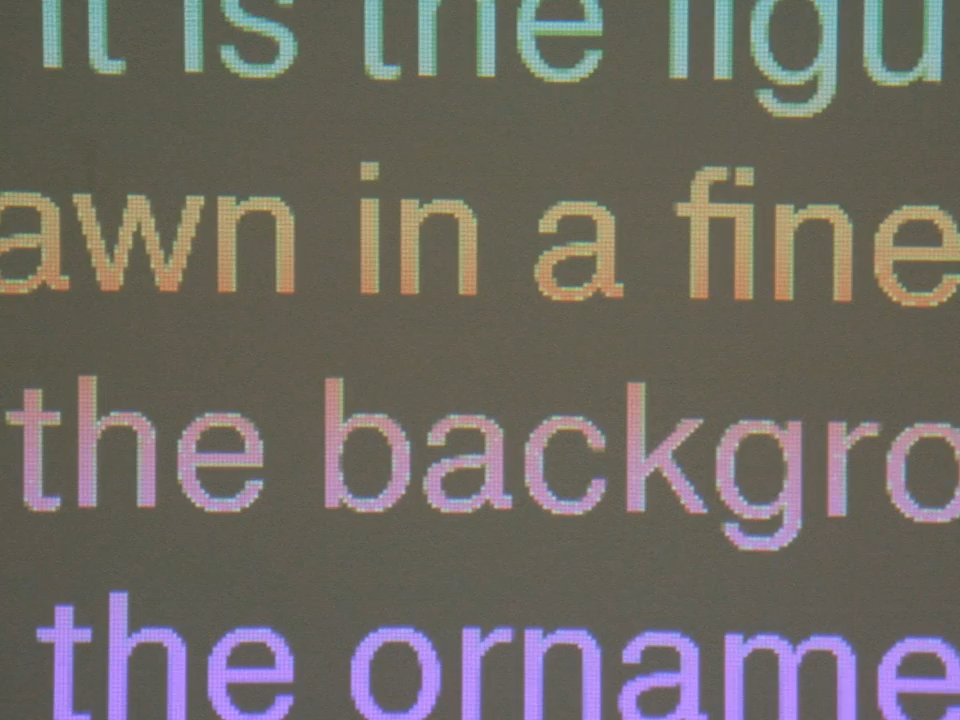 it is the figu
awn in a fine
the backgro
the orname